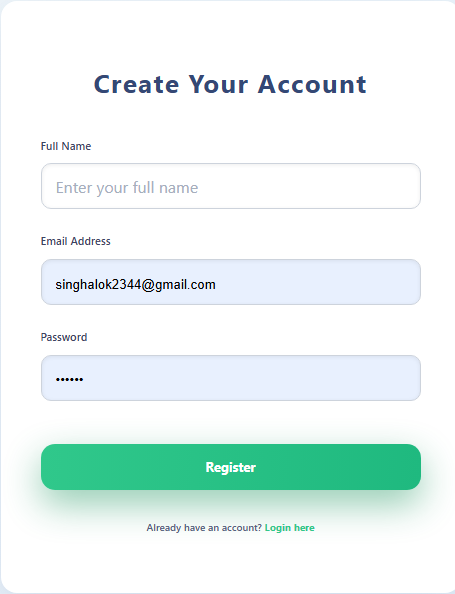 Create Your Account
Full Name
Enter your full name
Email Address
singhalok2344@gmail.com
Password
••••••
Register
Already have an account? Login here